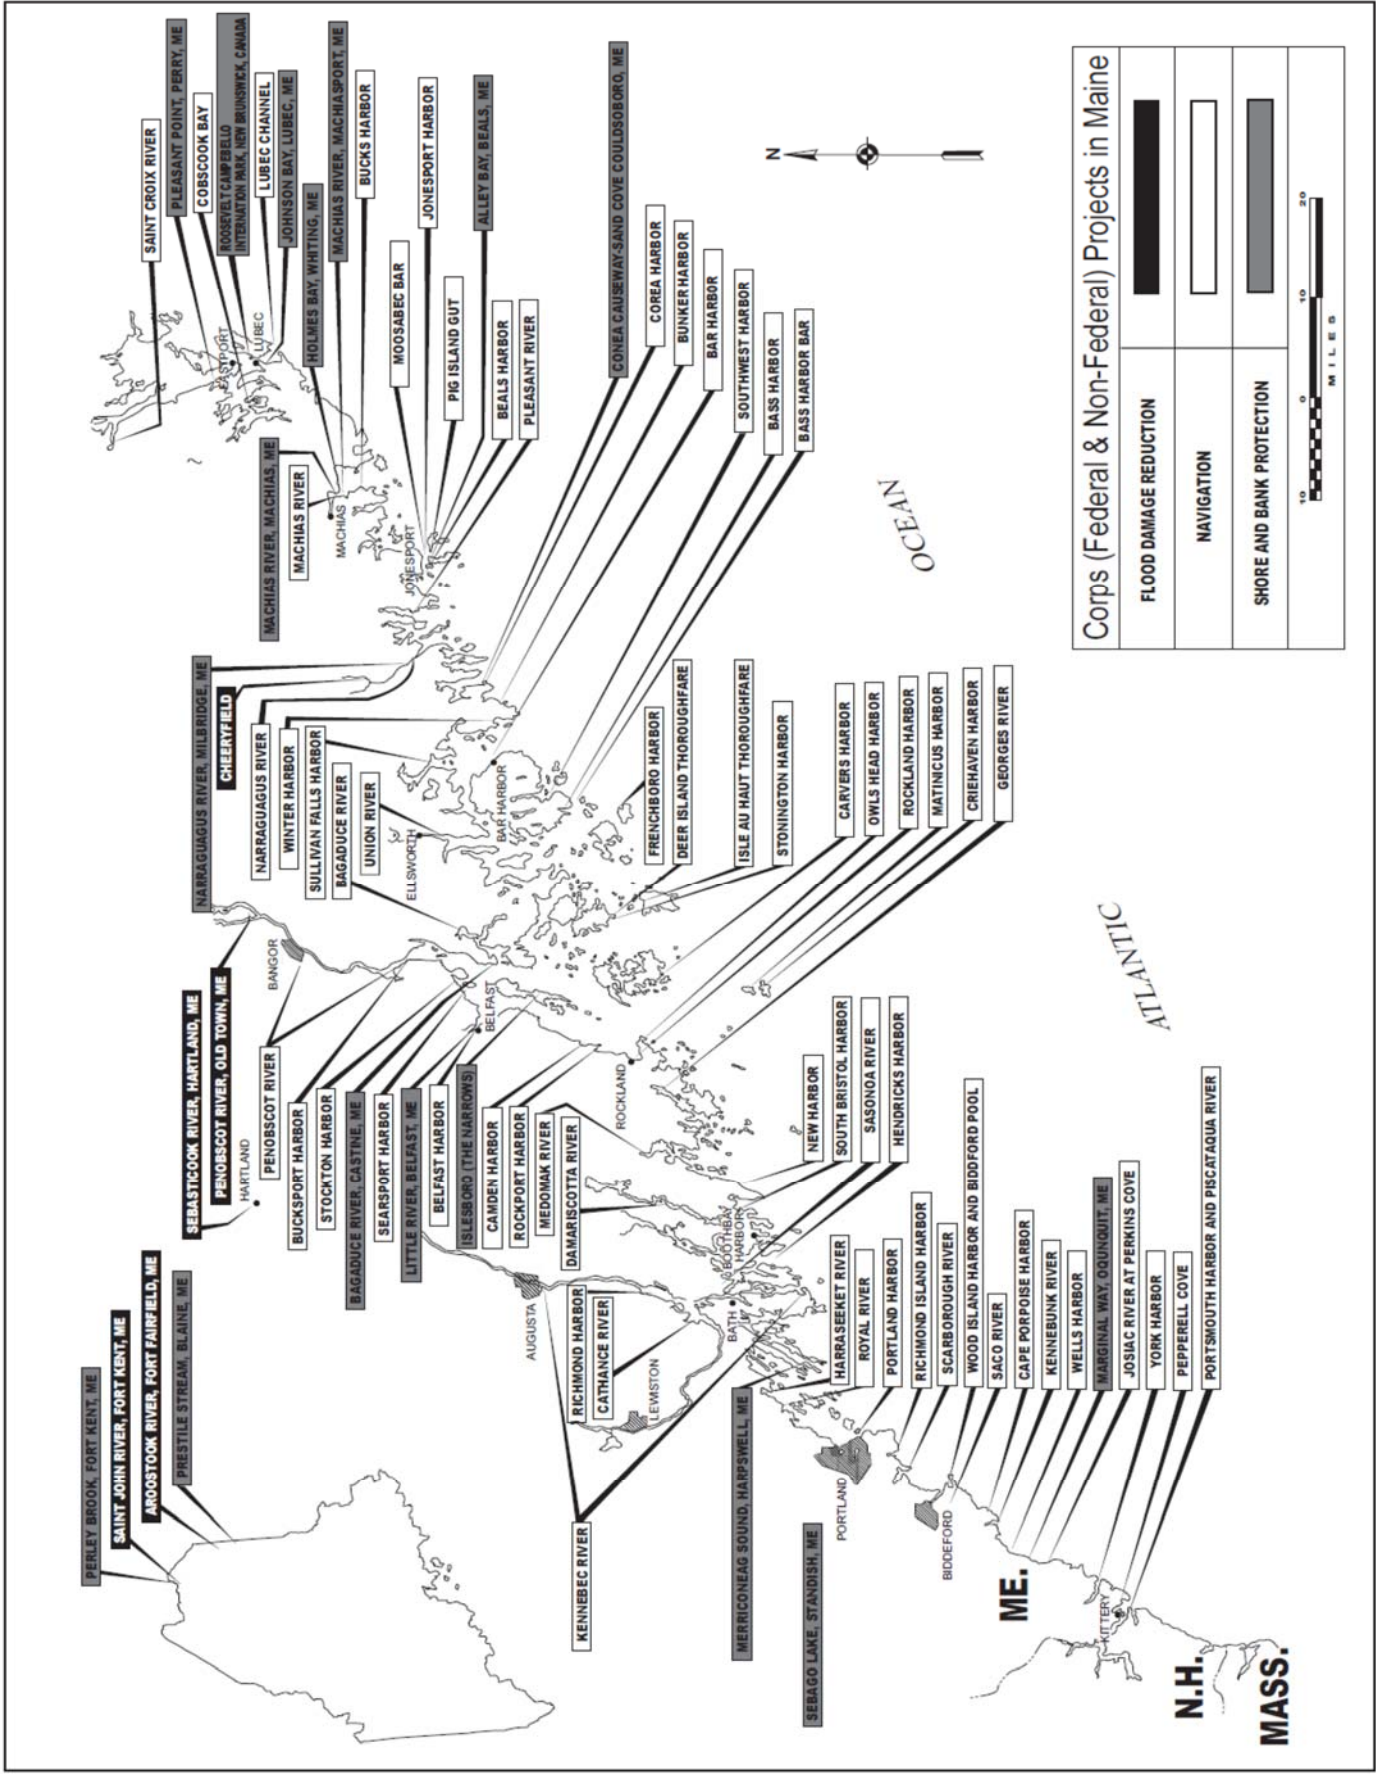 PERLEY BROOK, FORT KENT, ME
SAINT JOHN RIVER, FORT KENT, ME
AROOSTOOK RIVER, FORT FAIRFIELD, ME
PRESTILE STREAM, BLAINE, ME
SEBASTICOOK RIVER, HARTLAND, ME
PENOBSCOT RIVER, OLD TOWN, ME
HARTLAND
PENOBSCOT RIVER
BUCKSPORT HARBOR
STOCKTON HARBOR
BAGADUCE RIVER, CASTINE, ME
SEARSPORT HARBOR
LITTLE RIVER, BELFAST, ME
BELFAST HARBOR
ISLESBORO (THE NARROWS)
CAMDEN HARBOR
ROCKPORT HARBOR
MEDOMAK RIVER
DAMARISCOTTA RIVER
NARRAGUAGUS RIVER, MILBRIDGE, ME
CHEERYFIELD
NARRAGUAGUS RIVER
WINTER HARBOR
SULLIVAN FALLS HARBOR
BAGADUCE RIVER
UNION RIVER
MACHIAS RIVER, MACHIAS, ME
MACHIAS RIVER
SAINT CROIX RIVER
PLEASANT POINT, PERRY, ME
COBSCOOK BAY
ROOSEVELT CAMPBELLO
INTERNATION PARK, NEW BRUNSWICK, CANADA
LUBEC CHANNEL
JOHNSON BAY, LUBEC, ME
HOLMES BAY, WHITING, ME
MACHIAS RIVER, MACHIASPORT, ME
BUCKS HARBOR
MOOSABEC BAR
JONESPORT HARBOR
PIG ISLAND GUT
ALLEY BAY, BEALS, ME
BEALS HARBOR
PLEASANT RIVER
CONEA CAUSEWAY-SAND COVE COULDSOBORO, ME
COREA HARBOR
BUNKER HARBOR
BAR HARBOR
SOUTHWEST HARBOR
BASS HARBOR
BASS HARBOR BAR
FRENCHBORO HARBOR
DEER ISLAND THOROUGHFARE
ISLE AU HAUT THOROUGHFARE
STONINGTON HARBOR
CARVERS HARBOR
OWLS HEAD HARBOR
ROCKLAND HARBOR
MATINICUS HARBOR
CRIEHAVEN HARBOR
GEORGES RIVER
NEW HARBOR
SOUTH BRISTOL HARBOR
SASONOA RIVER
HENDRICKS HARBOR
RICHMOND HARBOR
CATHANCE RIVER
KENNEBEC RIVER
MERRICONEAG SOUND, HARPSWELL, ME
SEBAGO LAKE, STANDISH, ME
HARRASEEKET RIVER
ROYAL RIVER
PORTLAND HARBOR
RICHMOND ISLAND HARBOR
SCARBOROUGH RIVER
WOOD ISLAND HARBOR AND BIDDEFORD POOL
SACO RIVER
CAPE PORPOISE HARBOR
KENNEBUNK RIVER
WELLS HARBOR
MARGINAL WAY, OQUNQUIT, ME
JOSIAC RIVER AT PERKINS COVE
YORK HARBOR
PEPPERELL COVE
PORTSMOUTH HARBOR AND PISCATAQUA RIVER
EASTPORT
LUBEC
MACHIAS
JONESPORT
BAR HARBOR
ELLSWORTH
BANGOR
BELFAST
ROCKLAND
BOOTHBAY
HARBOR
BATH
AUGUSTA
LEWISTON
PORTLAND
BIDDEFORD
KITTERY
ME.
N.H.
MASS.
ATLANTIC
OCEAN
N
Corps (Federal & Non-Federal) Projects in Maine
FLOOD DAMAGE REDUCTION
NAVIGATION
SHORE AND BANK PROTECTION
10 0 10 20
MILES